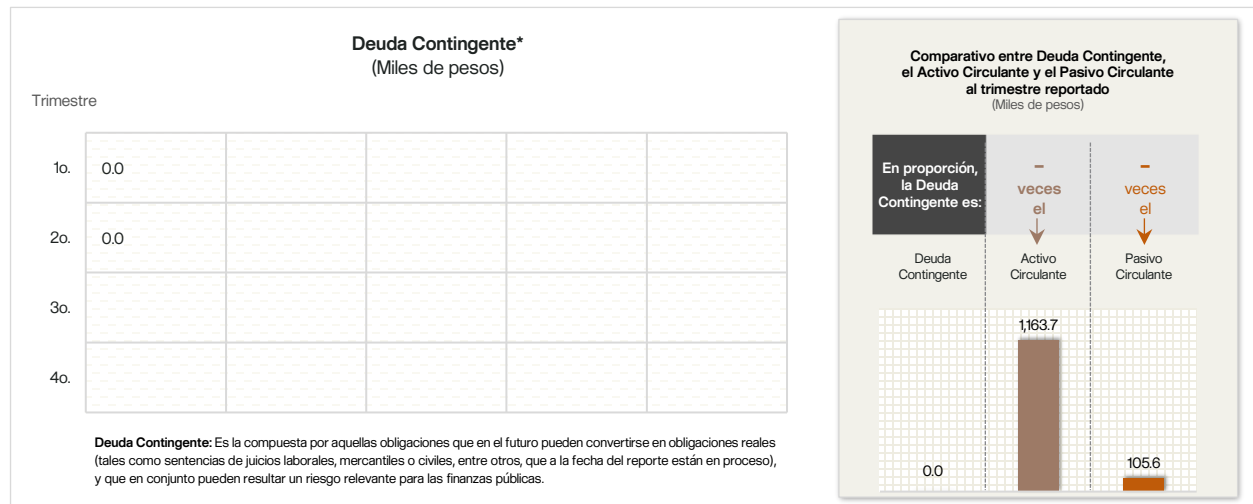 Deuda Contingente*
(Miles de pesos)
Trimestre
1o. 0.0
2o. 0.0
3o.
4o.
Deuda Contingente: Es la compuesta por aquellas obligaciones que en el futuro pueden convertirse en obligaciones reales
(tales como sentencias de juicios laborales, mercantiles o civiles, entre otros, que a la fecha del reporte están en proceso),
y que en conjunto pueden resultar un riesgo relevante para las finanzas públicas.
Comparativo entre Deuda Contingente,
el Activo Circulante y el Pasivo Circulante
al trimestre reportado
(Miles de pesos)
En proporción,
la Deuda
Contingente es:
–
veces
el
–
veces
el
Deuda
Contingente
Activo
Circulante
Pasivo
Circulante
0.0
1,163.7
105.6